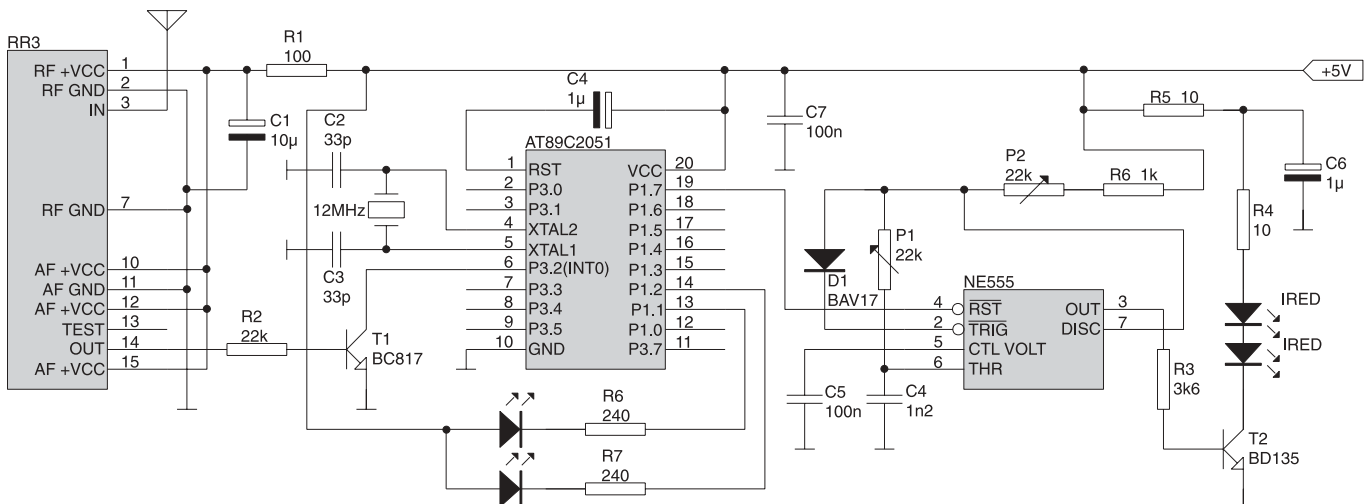 RR3
RF +VCC 1
RF GND 2
IN 3
RF GND 7
AF +VCC 10
AF GND 11
AF +VCC 12
TEST 13
OUT 14
AF +VCC 15
R1
100
C1
10µ
R2
22k
C2
33p
12MHz
C3
33p
T1
BC817
C4
1µ
AT89C2051
1 RST
2 P3.0
3 P3.1
4 XTAL2
5 XTAL1
6 P3.2(INT0)
7 P3.3
8 P3.4
9 P3.5
10 GND
VCC 20
P1.7 19
P1.6 18
P1.5 17
P1.4 16
P1.3 15
P1.2 14
P1.1 13
P1.0 12
P3.7 11
R6
240
R7
240
C7
100n
D1
BAV17
P1
22k
P2
22k
R6 1k
C5
100n
C4
1n2
NE555
4 RST
2 TRIG
5 CTL VOLT
6 THR
OUT 3
DISC 7
R3
3k6
+5V
R5 10
C6
1µ
R4
10
IRED
IRED
T2
BD135